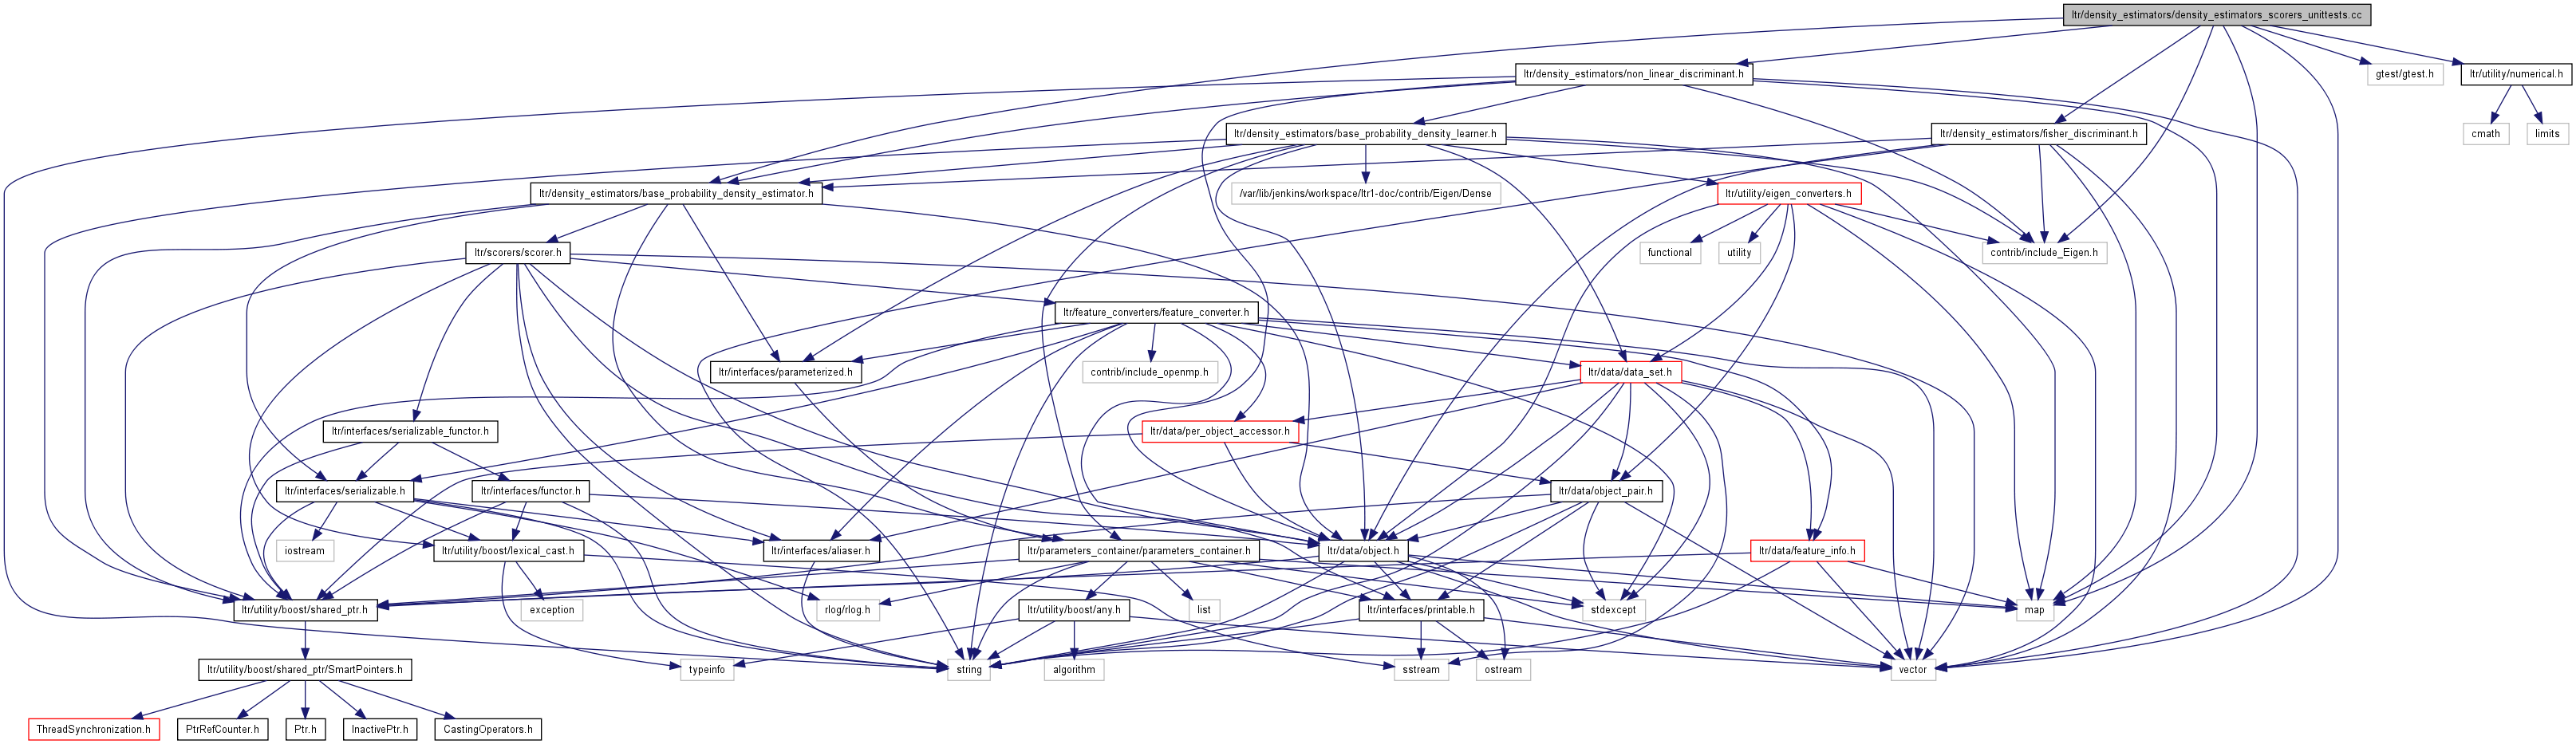 ltr/density_estimators/density_estimators_scorers_unittests.cc
ltr/density_estimators/non_linear_discriminant.h
gtest/gtest.h
ltr/utility/numerical.h
ltr/density_estimators/base_probability_density_learner.h
ltr/density_estimators/fisher_discriminant.h
cmath
limits
ltr/density_estimators/base_probability_density_estimator.h
/var/lib/jenkins/workspace/ltr1-doc/contrib/Eigen/Dense
ltr/utility/eigen_converters.h
ltr/scorers/scorer.h
functional
utility
contrib/include_Eigen.h
ltr/feature_converters/feature_converter.h
ltr/interfaces/parameterized.h
contrib/include_openmp.h
ltr/data/data_set.h
ltr/interfaces/serializable_functor.h
ltr/data/per_object_accessor.h
ltr/interfaces/serializable.h
ltr/interfaces/functor.h
ltr/data/object_pair.h
iostream
ltr/utility/boost/lexical_cast.h
ltr/interfaces/aliaser.h
ltr/parameters_container/parameters_container.h
ltr/data/object.h
ltr/data/feature_info.h
ltr/utility/boost/shared_ptr.h
exception
rlog/rlog.h
ltr/utility/boost/any.h
list
ltr/interfaces/printable.h
stdexcept
map
ltr/utility/boost/shared_ptr/SmartPointers.h
typeinfo
string
algorithm
sstream
ostream
vector
ThreadSynchronization.h
PtrRefCounter.h
Ptr.h
InactivePtr.h
CastingOperators.h